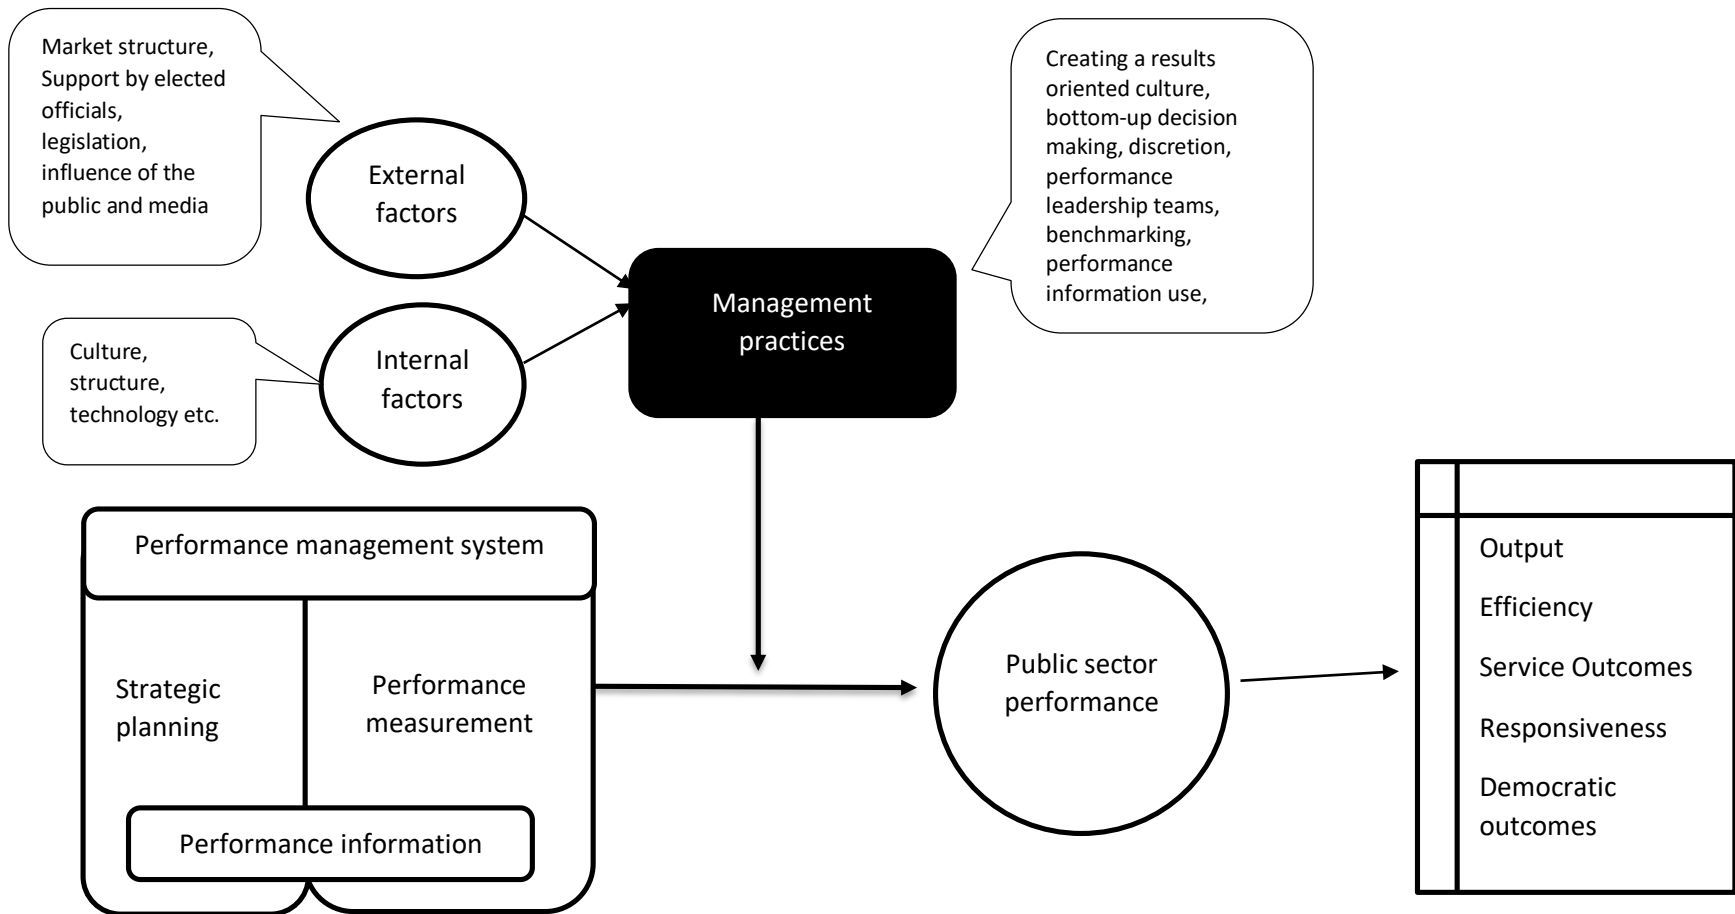 Market structure,
Support by elected
officials,
legislation,
influence of the
public and media
External
factors
Creating a results
oriented culture,
bottom-up decision
making, discretion,
performance
leadership teams,
benchmarking,
performance
information use,
Management
practices
Culture,
structure,
technology etc.
Internal
factors
Performance management system
Strategic
planning
Performance
measurement
Performance information
Public sector
performance
Output
Efficiency
Service Outcomes
Responsiveness
Democratic
outcomes